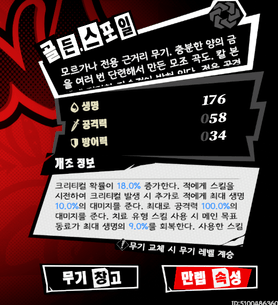 골든 스포일
모르가나 전용 근거리 무기. 충분한 양의 금
을 여러 번 단련해서 만든 모조 곡도. 칼 본
생명 176
공격력 058
방어력 034
개조 정보
크리티컬 확률이 18.0% 증가한다. 적에게 스킬을
시전하여 크리티컬 발생 시 추가로 적에게 최대 생명
10.0%의 대미지를 준다. 최대로 공격력 100.0%의
대미지를 준다. 치료 유형 스킬 사용 시 메인 목표
동료가 최대 생명의 9.0%를 회복한다. 사용한 스킬
무기 교체 시 무기 레벨 계승
무기 창고
만렙 속성